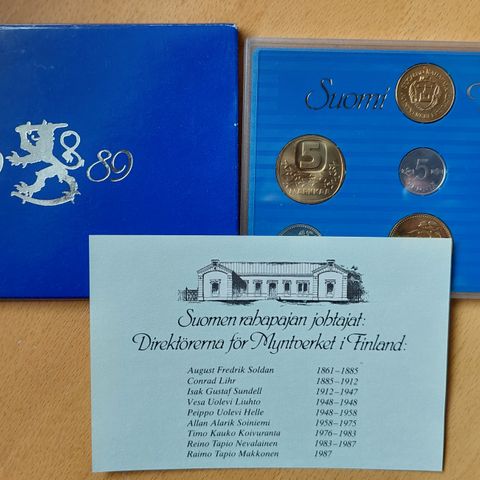 89
Suomi
5
MARKKAA
5
Suomen rahapajan johtajat:
Direktörerna för Myntverket i Finland:
August Fredrik Soldan 1861–1885
Conrad Lihr 1885–1912
Isak Gustaf Sundell 1912–1947
Vesa Uolevi Liuhto 1948–1948
Peippo Uolevi Helle 1948–1958
Allan Alarik Soiniemi 1958–1975
Timo Kauko Koivuranta 1976–1983
Reino Tapio Nevalainen 1983–1987
Raimo Tapio Makkonen 1987